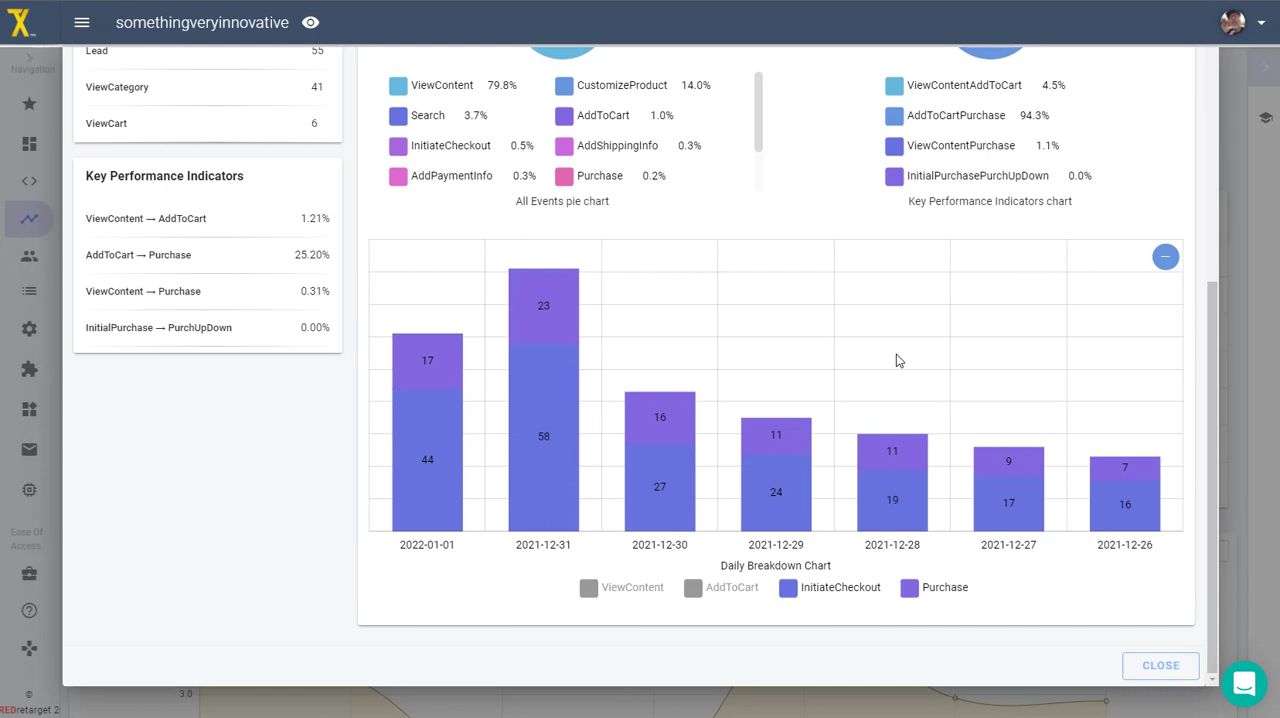 somethingveryinnovative
Navigation
Lead 55
ViewCategory 41
ViewCart 6
Key Performance Indicators
ViewContent → AddToCart 1.21%
AddToCart → Purchase 25.20%
ViewContent → Purchase 0.31%
InitialPurchase → PurchUpDown 0.00%
ViewContent 79.8% CustomizeProduct 14.0%
Search 3.7% AddToCart 1.0%
InitiateCheckout 0.5% AddShippingInfo 0.3%
AddPaymentInfo 0.3% Purchase 0.2%
All Events pie chart
ViewContentAddToCart 4.5%
AddToCartPurchase 94.3%
ViewContentPurchase 1.1%
InitialPurchasePurchUpDown 0.0%
Key Performance Indicators chart
17 23 16 11 11 9 7
44 58 27 24 19 17 16
2022-01-01 2021-12-31 2021-12-30 2021-12-29 2021-12-28 2021-12-27 2021-12-26
Daily Breakdown Chart
ViewContent AddToCart InitiateCheckout Purchase
CLOSE
Ease Of
Access
©
REDretarget 2
3.0